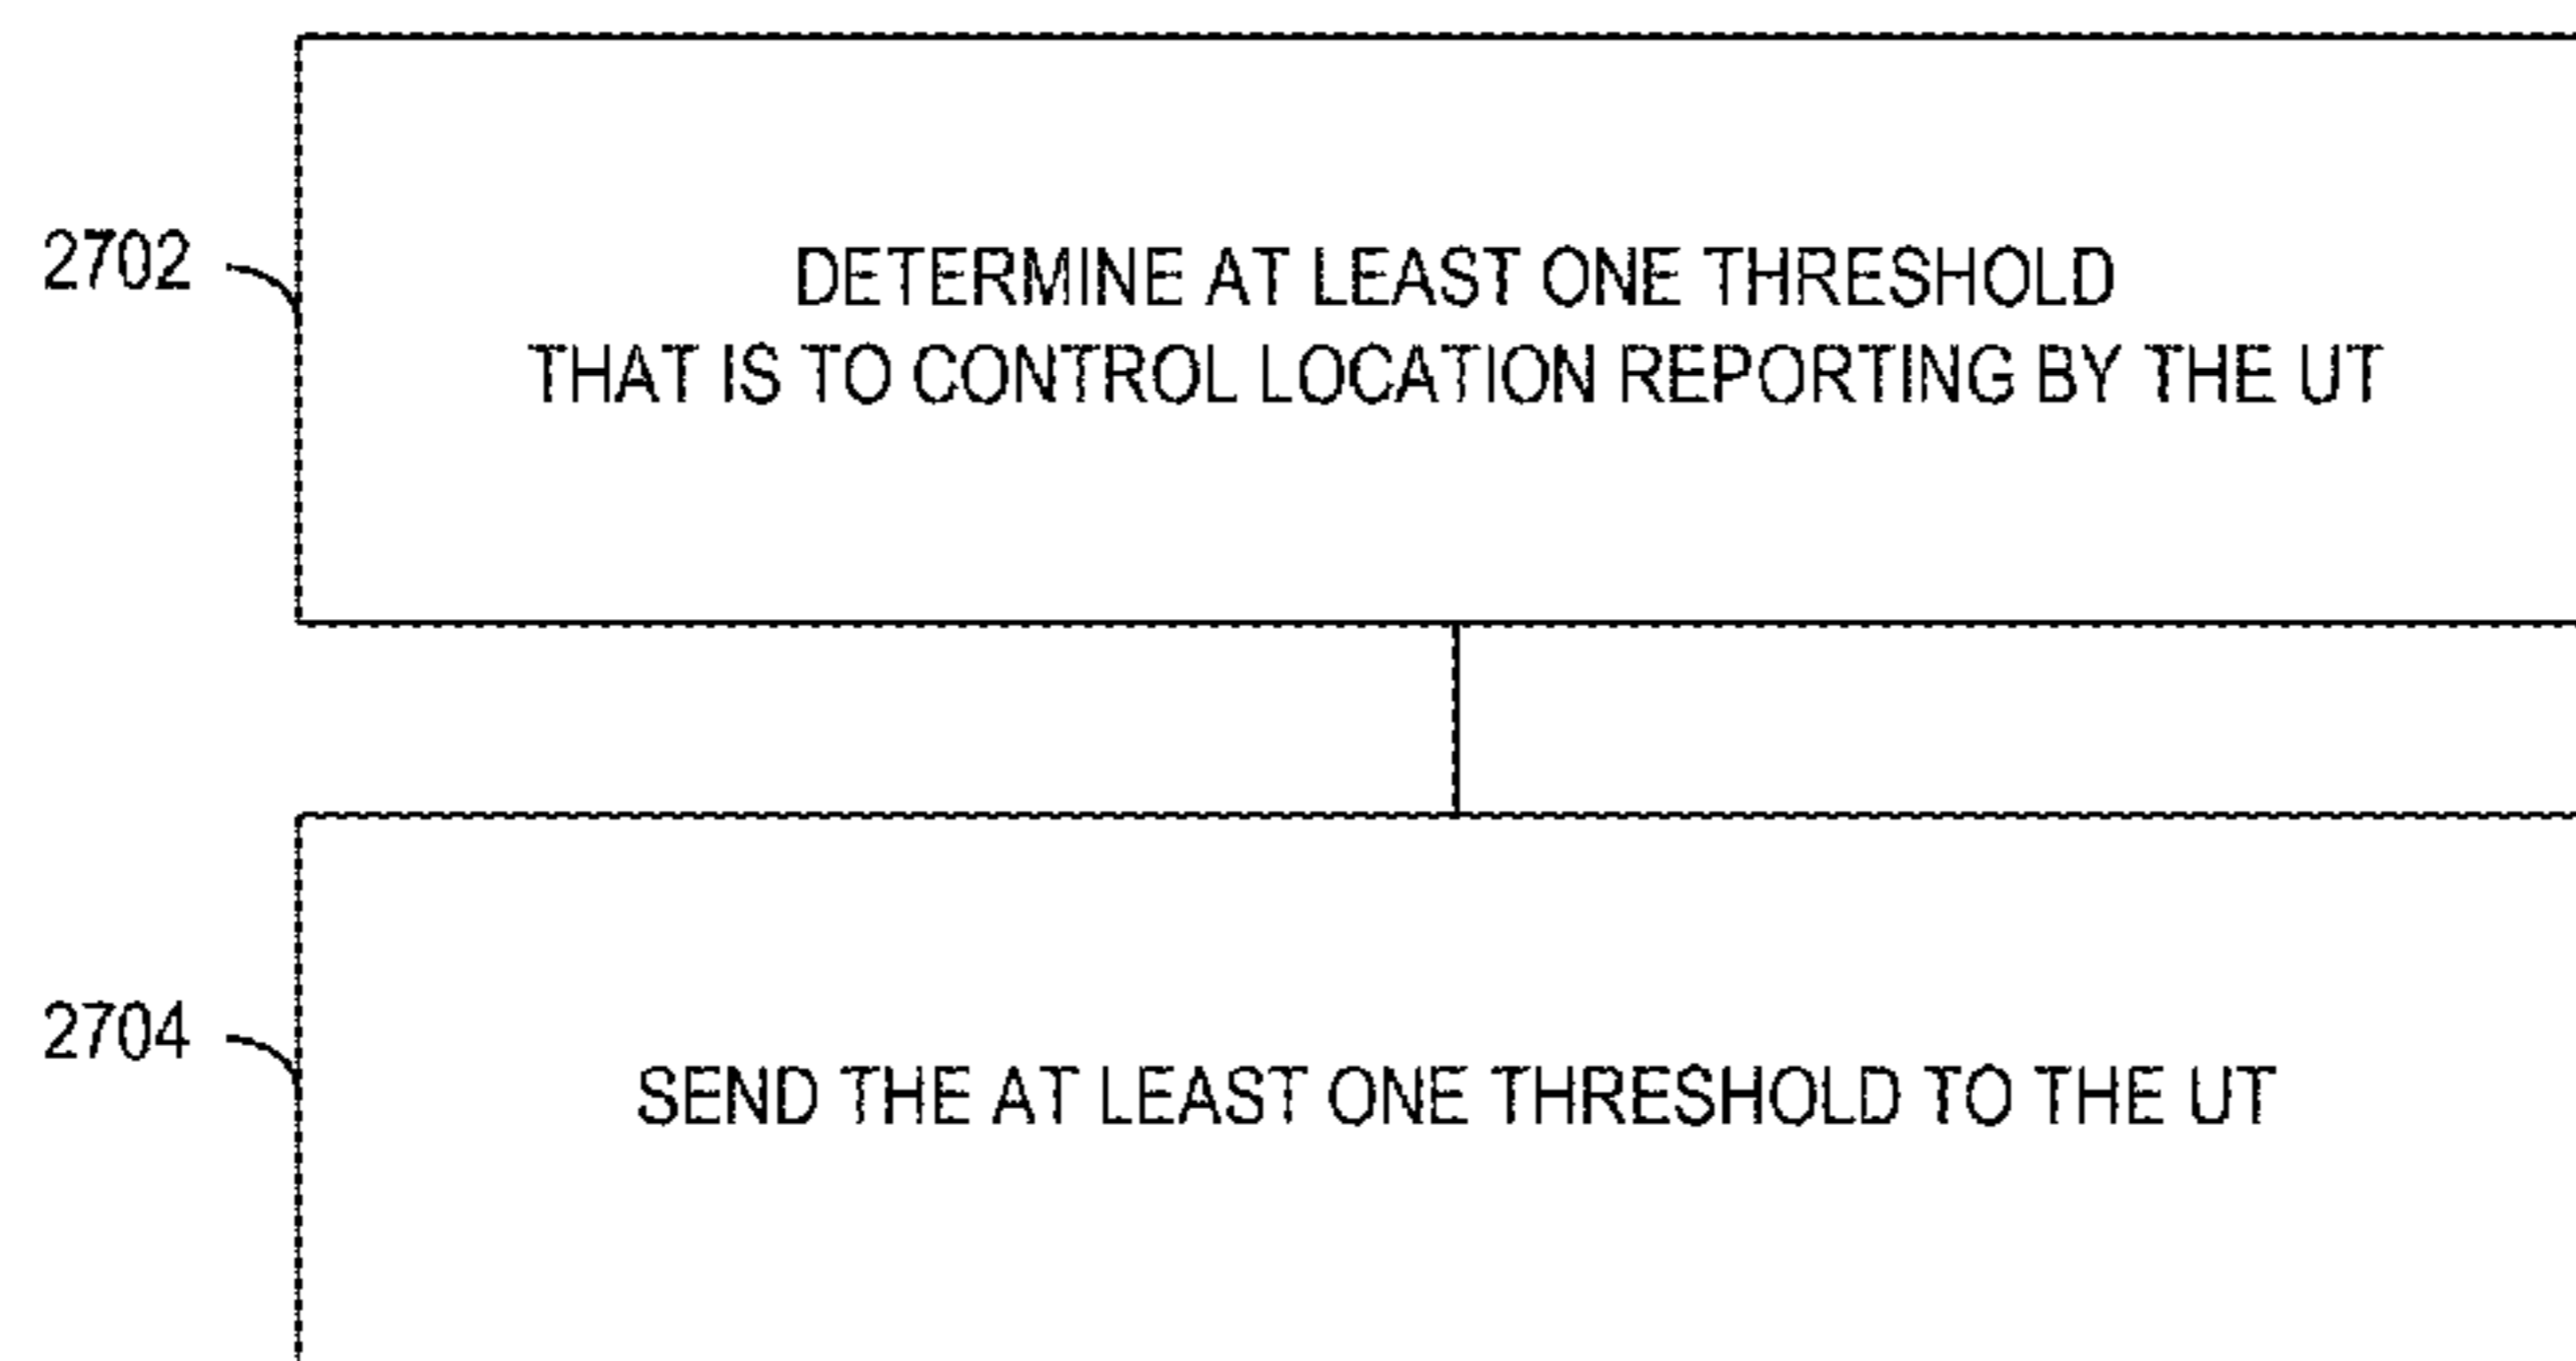 2702
DETERMINE AT LEAST ONE THRESHOLD
THAT IS TO CONTROL LOCATION REPORTING BY THE UT
2704
SEND THE AT LEAST ONE THRESHOLD TO THE UT